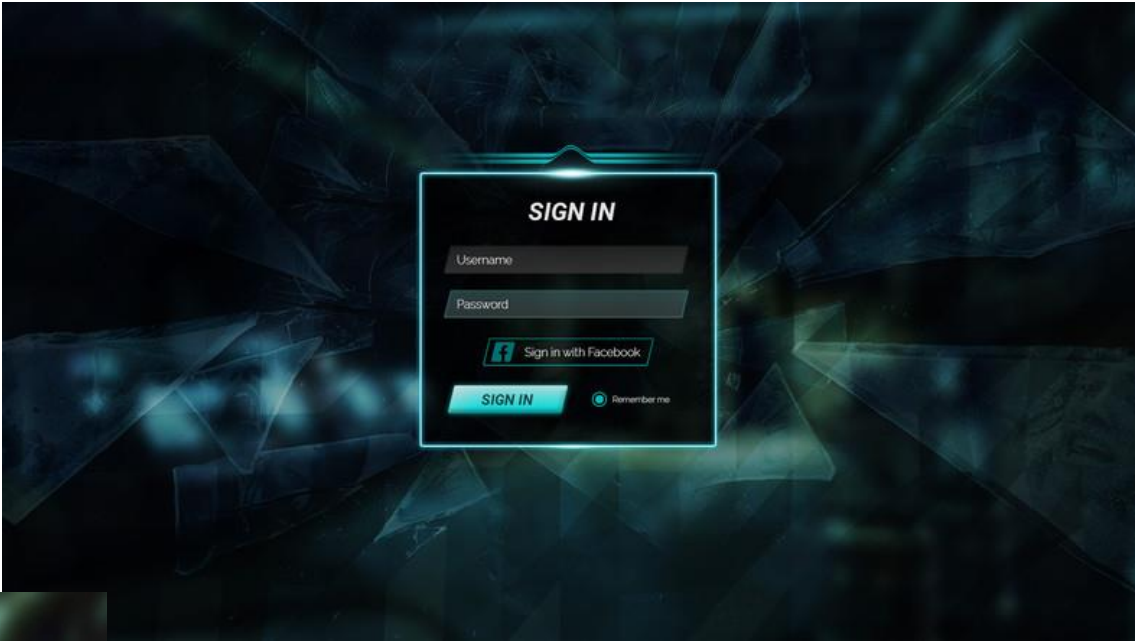 SIGN IN
Username
Password
f Sign in with Facebook
SIGN IN
Remember me